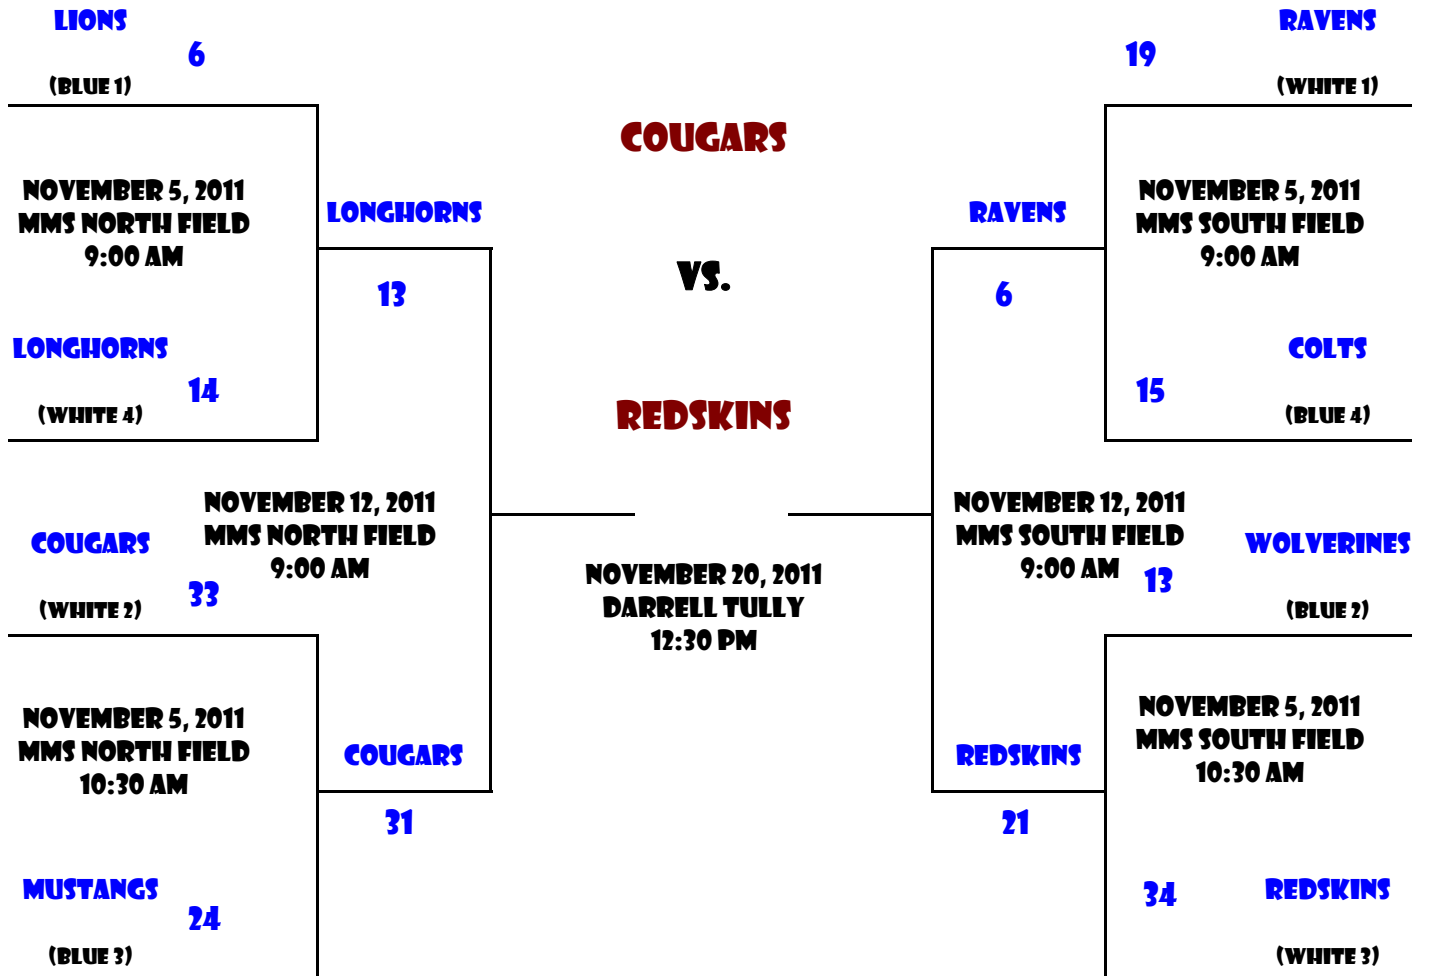 LIONS
6
(BLUE 1)
NOVEMBER 5, 2011
MMS NORTH FIELD
9:00 AM
LONGHORNS
14
(WHITE 4)
LONGHORNS
13
NOVEMBER 12, 2011
MMS NORTH FIELD
9:00 AM
COUGARS
33
(WHITE 2)
NOVEMBER 5, 2011
MMS NORTH FIELD
10:30 AM
COUGARS
31
MUSTANGS
24
(BLUE 3)
COUGARS
VS.
REDSKINS
NOVEMBER 20, 2011
DARRELL TULLY
12:30 PM
RAVENS
19
(WHITE 1)
NOVEMBER 5, 2011
MMS SOUTH FIELD
9:00 AM
RAVENS
6
COLTS
15
(BLUE 4)
NOVEMBER 12, 2011
MMS SOUTH FIELD
9:00 AM
WOLVERINES
13
(BLUE 2)
NOVEMBER 5, 2011
MMS SOUTH FIELD
10:30 AM
REDSKINS
21
34
REDSKINS
(WHITE 3)